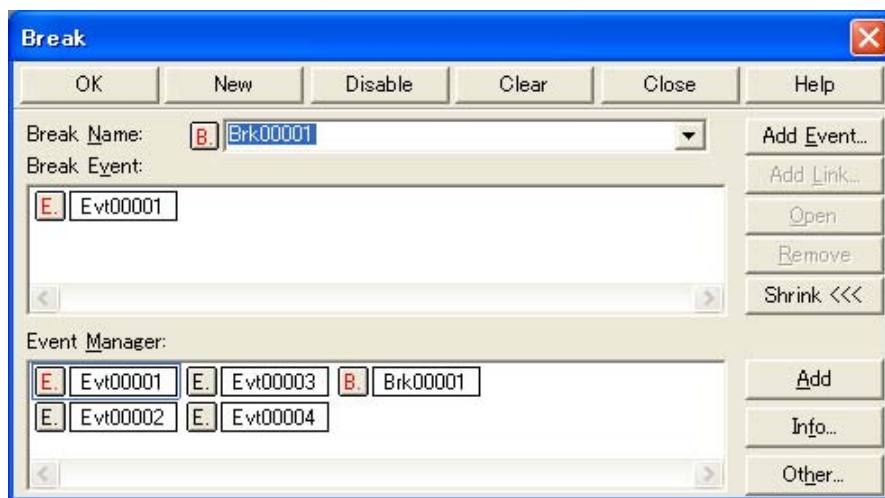 Break
OK New Disable Clear Close Help
Break Name: B. Brk00001 Add Event...
Break Event: Add Link...
E. Evt00001 Open
Remove
Shrink <<<
Event Manager:
E. Evt00001 E. Evt00003 B. Brk00001 Add
E. Evt00002 E. Evt00004 Info...
Other...